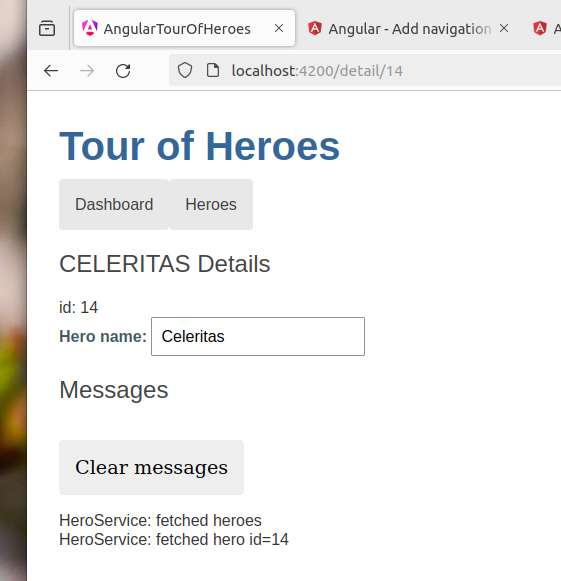 AngularTourOfHeroes
Angular - Add navigation
localhost:4200/detail/14
Tour of Heroes
Dashboard
Heroes
CELERITAS Details
id: 14
Hero name: Celeritas
Messages
Clear messages
HeroService: fetched heroes
HeroService: fetched hero id=14